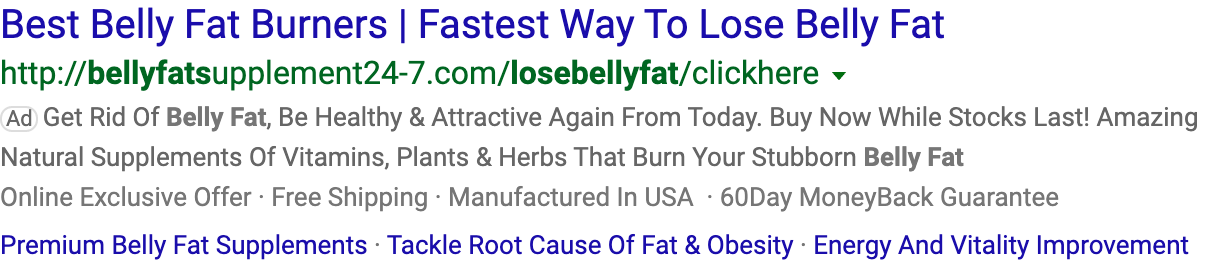 Best Belly Fat Burners | Fastest Way To Lose Belly Fat
http://bellyfatsupplement24-7.com/losebellyfat/clickhere
Ad Get Rid Of Belly Fat, Be Healthy & Attractive Again From Today. Buy Now While Stocks Last! Amazing
Natural Supplements Of Vitamins, Plants & Herbs That Burn Your Stubborn Belly Fat
Online Exclusive Offer · Free Shipping · Manufactured In USA · 60Day MoneyBack Guarantee
Premium Belly Fat Supplements · Tackle Root Cause Of Fat & Obesity · Energy And Vitality Improvement